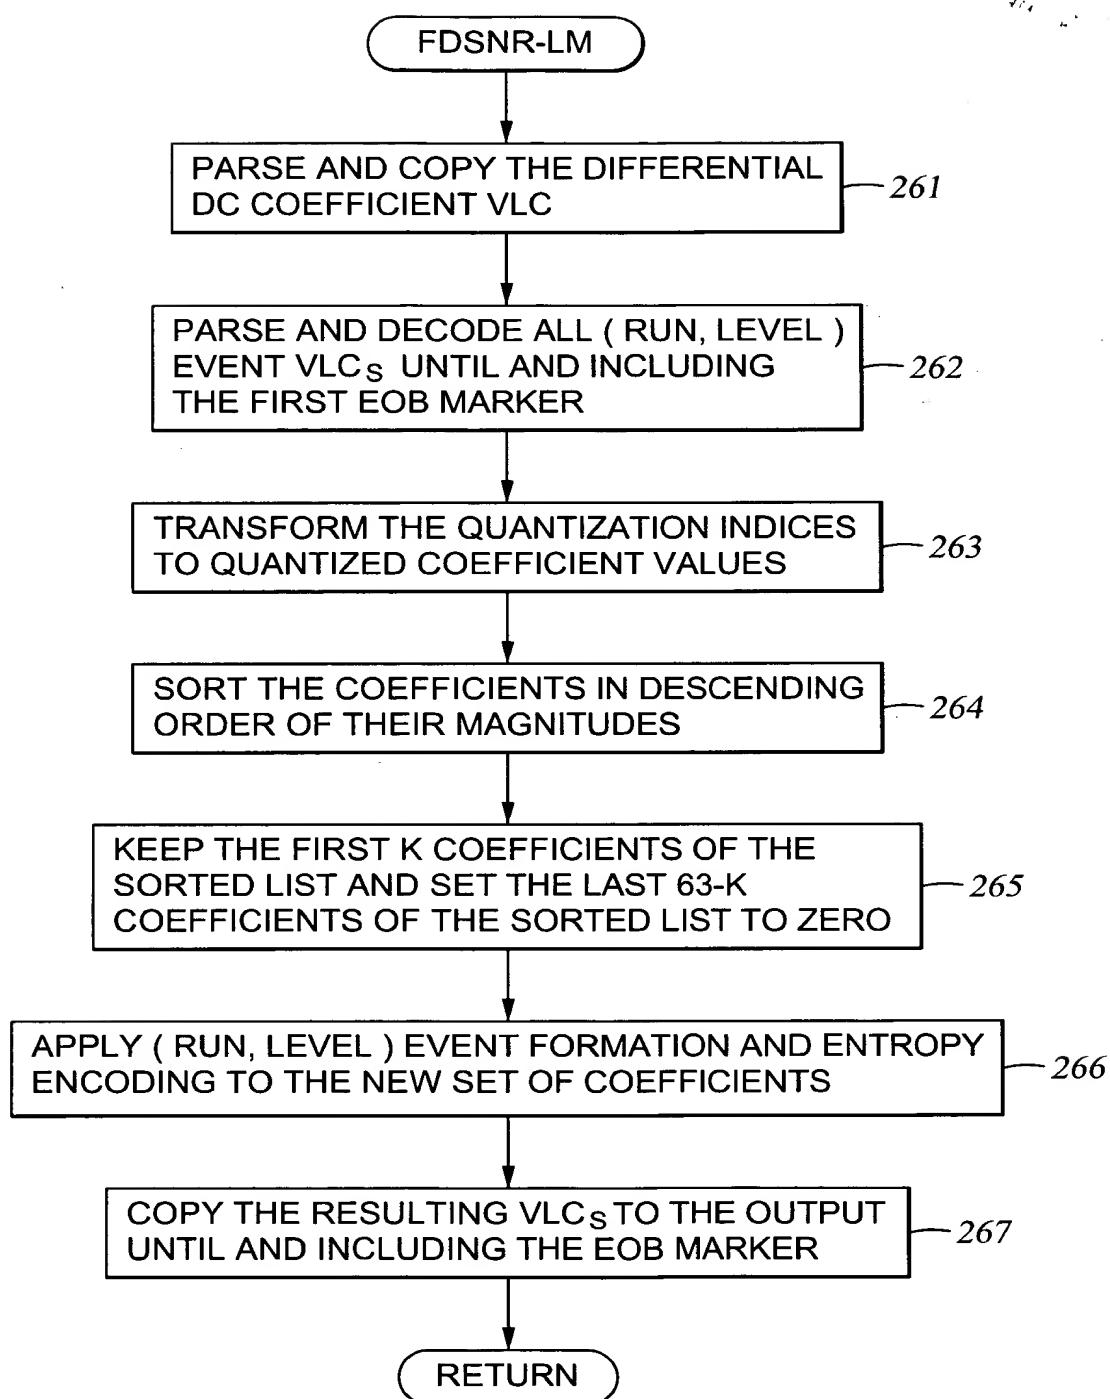 FDSNR-LM
PARSE AND COPY THE DIFFERENTIAL
DC COEFFICIENT VLC
261
PARSE AND DECODE ALL ( RUN, LEVEL )
EVENT VLCS UNTIL AND INCLUDING
THE FIRST EOB MARKER
262
TRANSFORM THE QUANTIZATION INDICES
TO QUANTIZED COEFFICIENT VALUES
263
SORT THE COEFFICIENTS IN DESCENDING
ORDER OF THEIR MAGNITUDES
264
KEEP THE FIRST K COEFFICIENTS OF THE
SORTED LIST AND SET THE LAST 63-K
COEFFICIENTS OF THE SORTED LIST TO ZERO
265
APPLY ( RUN, LEVEL ) EVENT FORMATION AND ENTROPY
ENCODING TO THE NEW SET OF COEFFICIENTS
266
COPY THE RESULTING VLCS TO THE OUTPUT
UNTIL AND INCLUDING THE EOB MARKER
267
RETURN